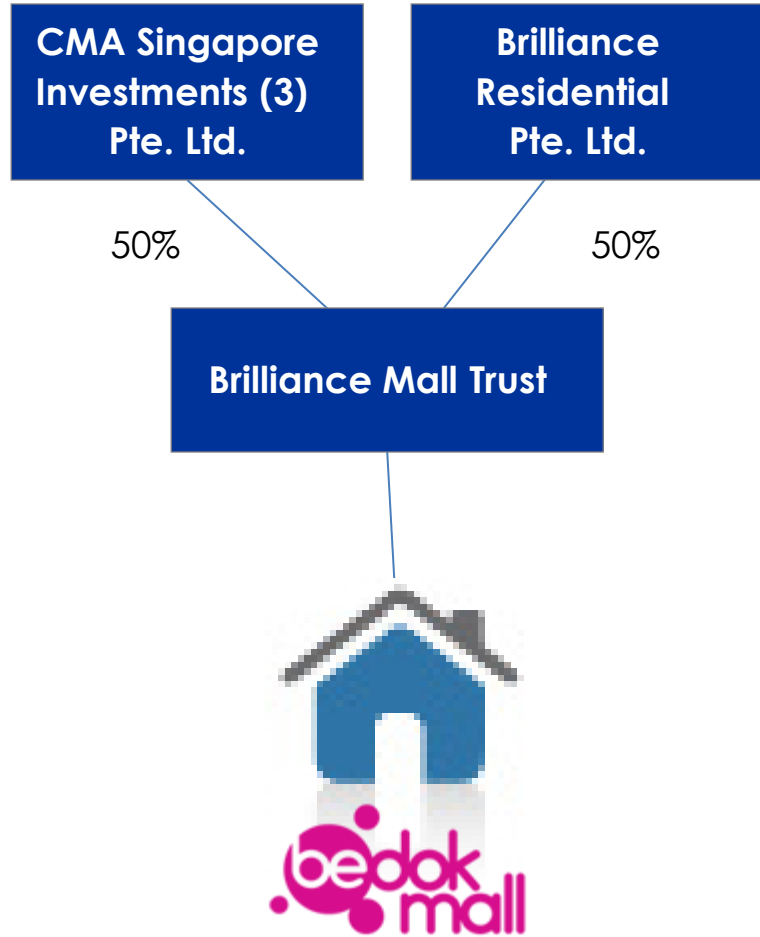 CMA Singapore
Investments (3)
Pte. Ltd.
Brilliance
Residential
Pte. Ltd.
50%
50%
Brilliance Mall Trust
bedok
mall